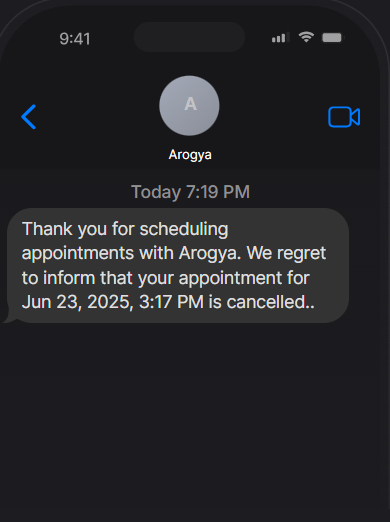 9:41
A
Arogya
Today 7:19 PM
Thank you for scheduling
appointments with Arogya. We regret
to inform that your appointment for
Jun 23, 2025, 3:17 PM is cancelled..